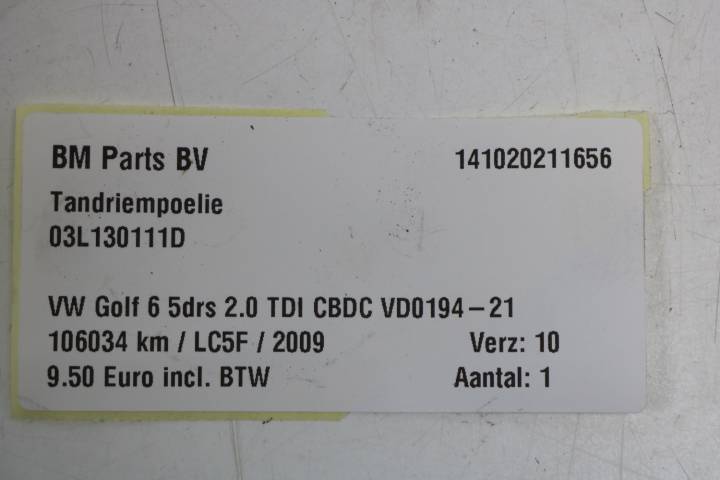 BM Parts BV 141020211656
Tandriempoelie
03L130111D
VW Golf 6 5drs 2.0 TDI CBDC VD0194-21
106034 km / LC5F / 2009 Verz: 10
9.50 Euro incl. BTW Aantal: 1